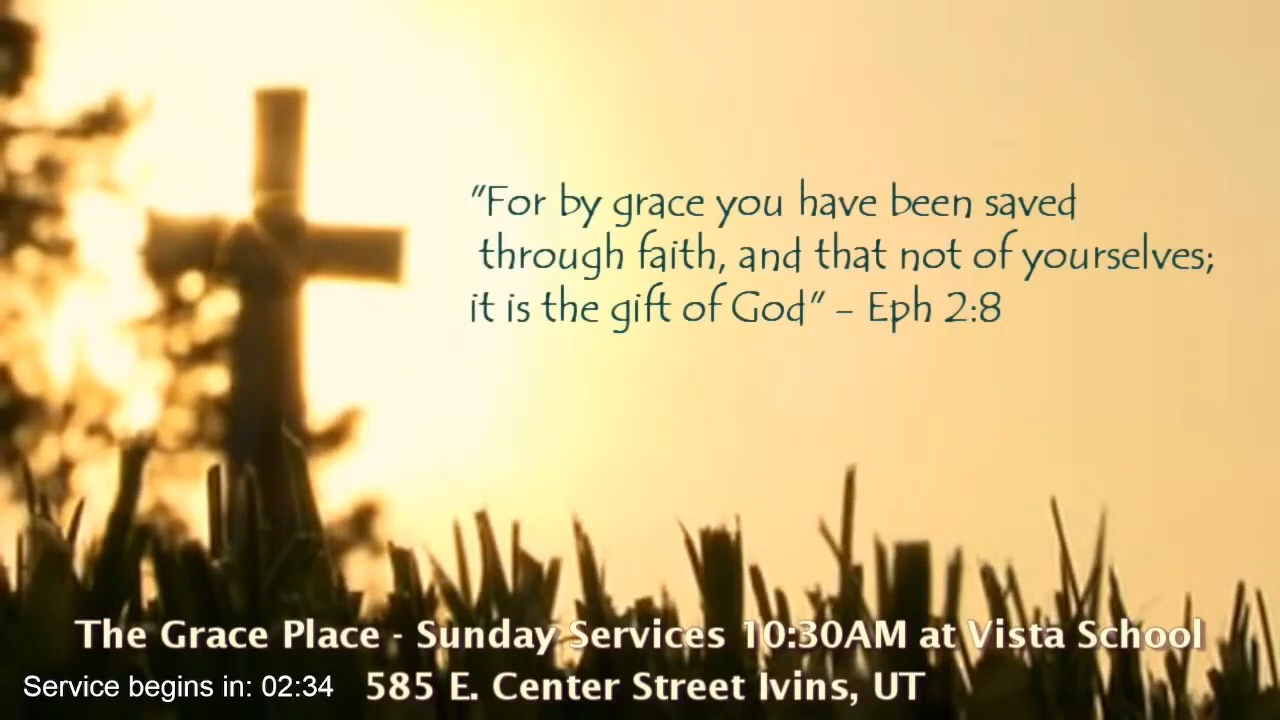 "For by grace you have been saved
through faith, and that not of yourselves;
it is the gift of God" – Eph 2:8
The Grace Place - Sunday Services 10:30AM at Vista School
Service begins in: 02:34 585 E. Center Street Ivins, UT